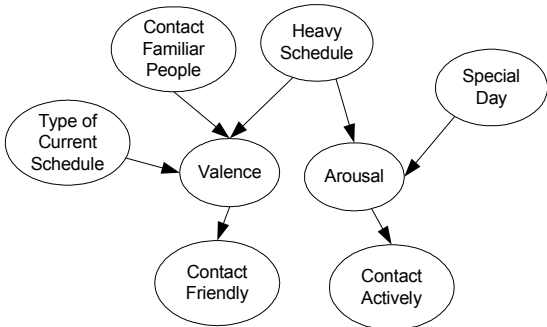 Contact
Familiar
People
Heavy
Schedule
Special
Day
Type of
Current
Schedule
Valence
Arousal
Contact
Friendly
Contact
Actively